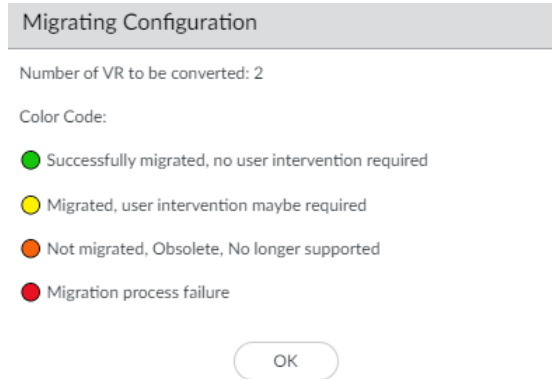 Migrating Configuration
Number of VR to be converted: 2
Color Code:
Successfully migrated, no user intervention required
Migrated, user intervention maybe required
Not migrated, Obsolete, No longer supported
Migration process failure
OK